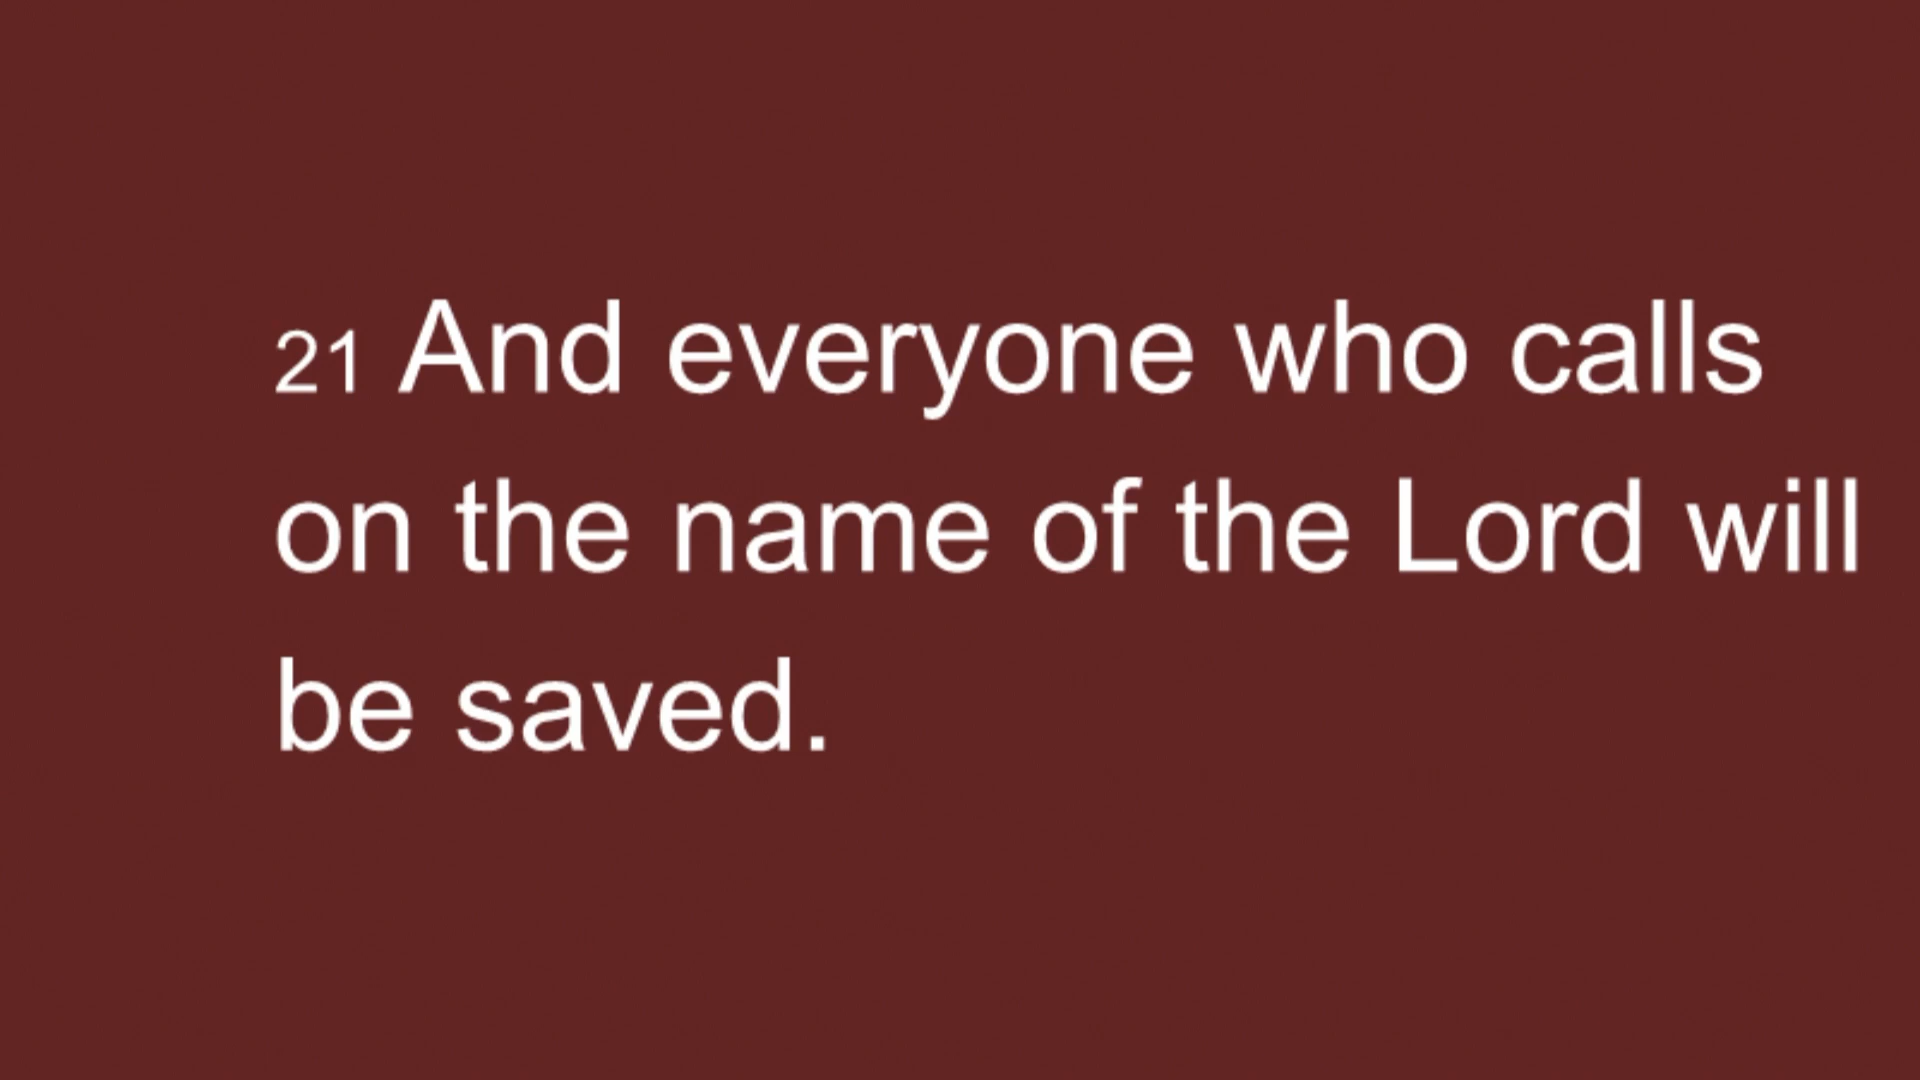 21 And everyone who calls
on the name of the Lord will
be saved.